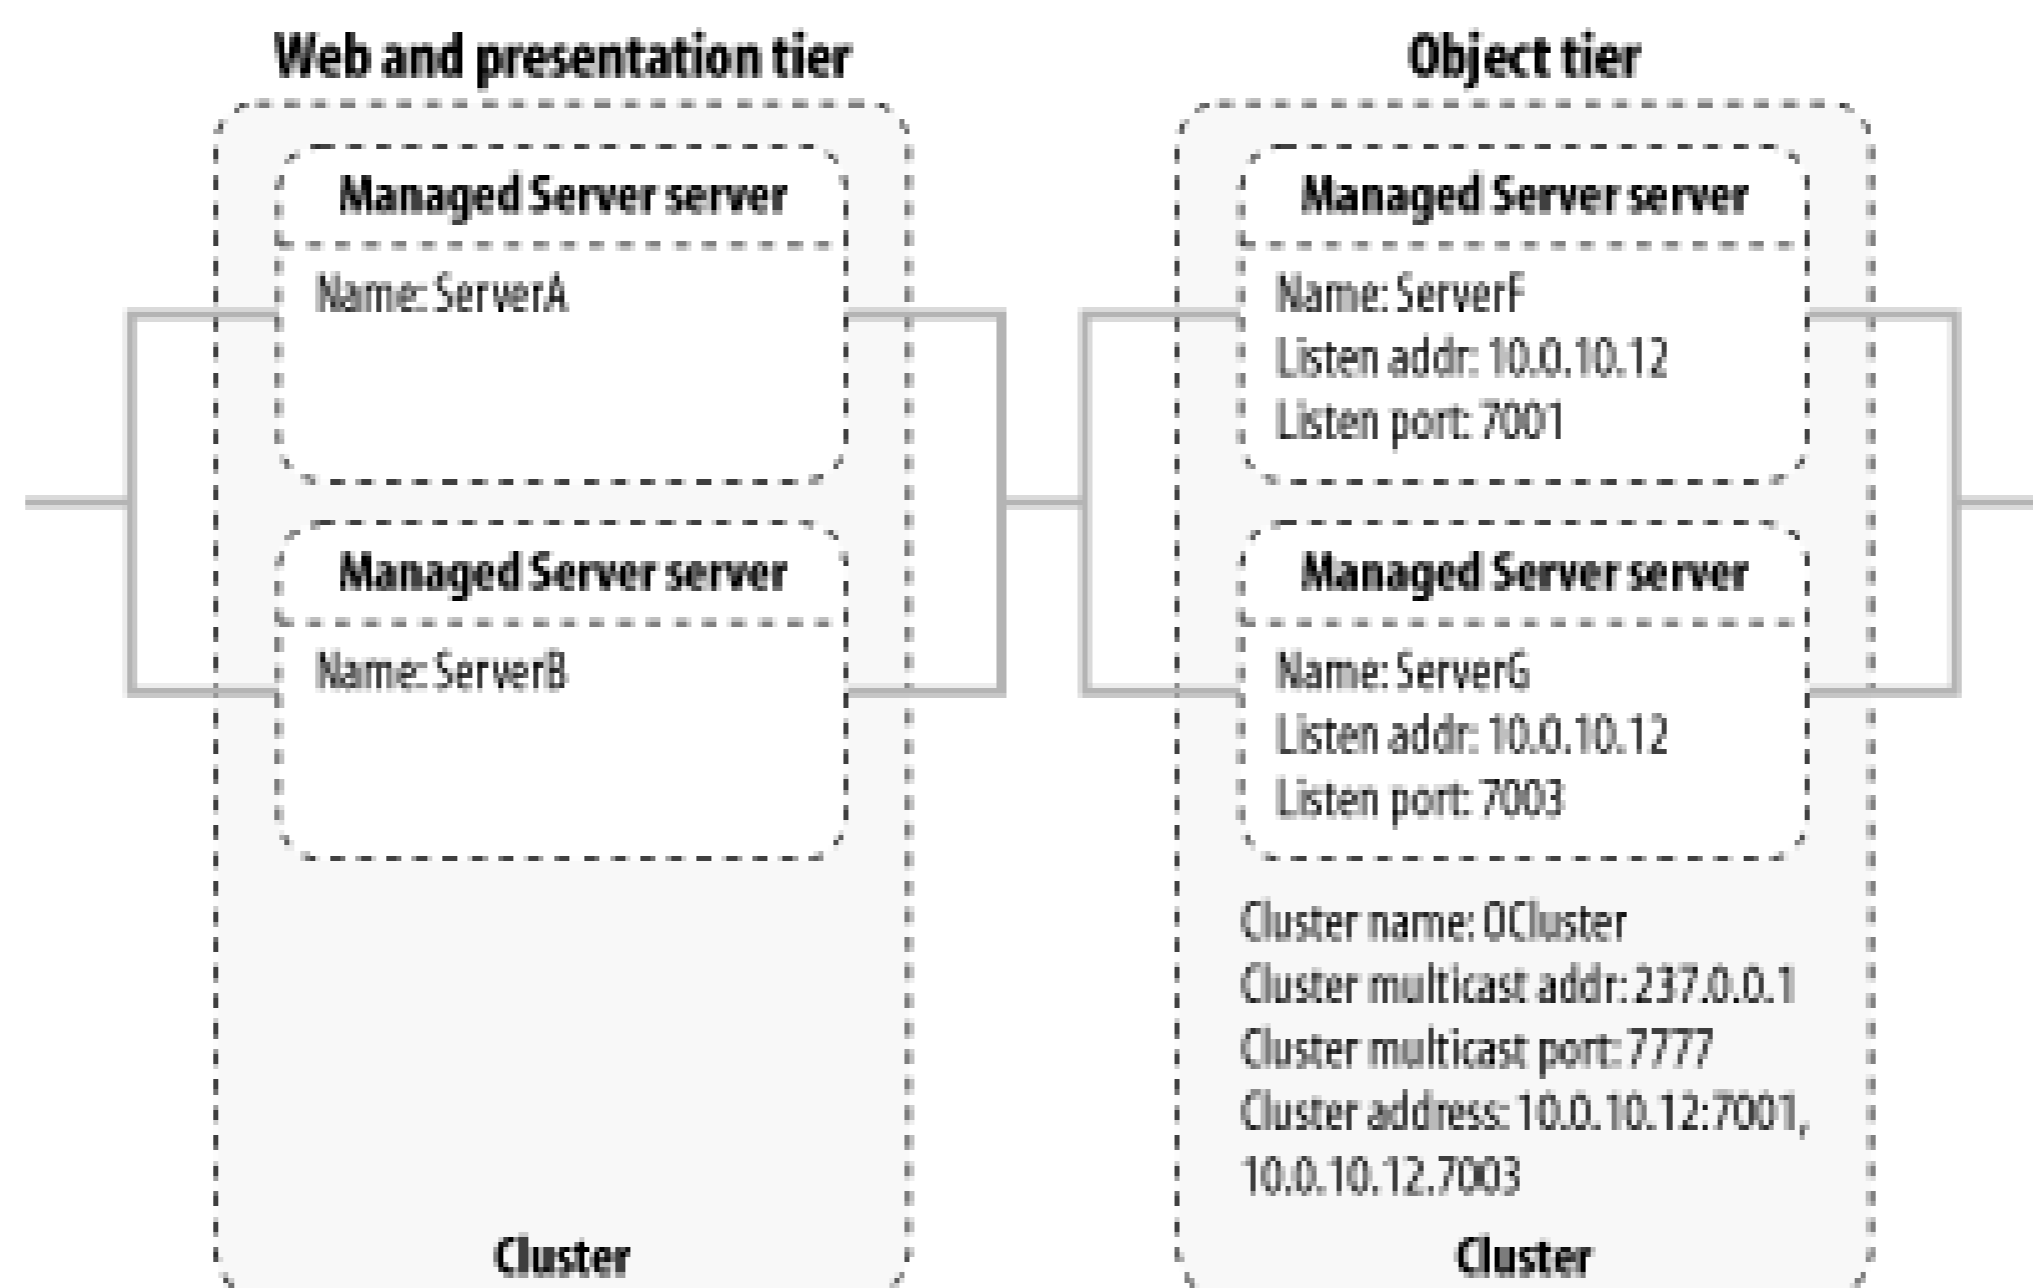 Web and presentation tier
Managed Server server
Name: ServerA
Managed Server server
Name: ServerB
Cluster
Object tier
Managed Server server
Name: ServerF
Listen addr: 10.0.10.12
Listen port: 7001
Managed Server server
Name: ServerG
Listen addr: 10.0.10.12
Listen port: 7003
Cluster name: OCluster
Cluster multicast addr: 237.0.0.1
Cluster multicast port: 7777
Cluster address: 10.0.10.12:7001,
10.0.10.12.7003
Cluster